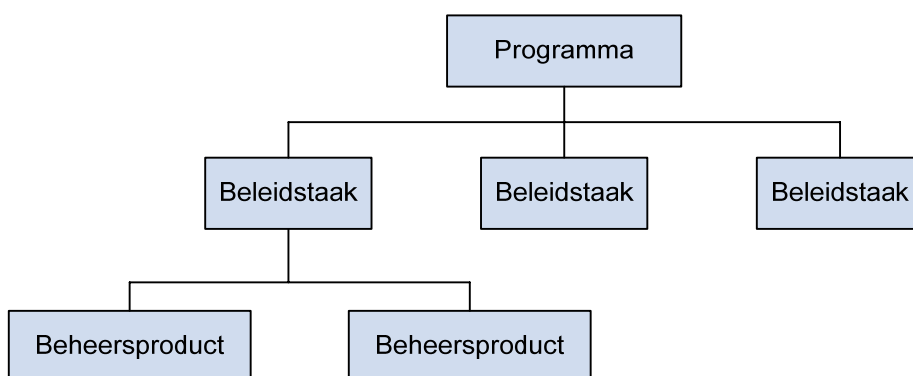 Programma
Beleidstaak
Beleidstaak
Beleidstaak
Beheersproduct
Beheersproduct